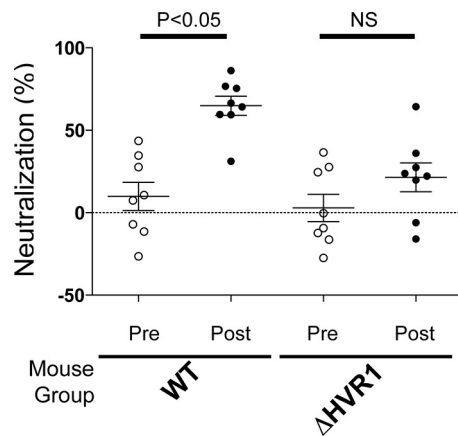 P<0.05 NS
Neutralization (%)
100
50
0
-50
Pre Post Pre Post
Mouse
Group
WT ΔHVR1